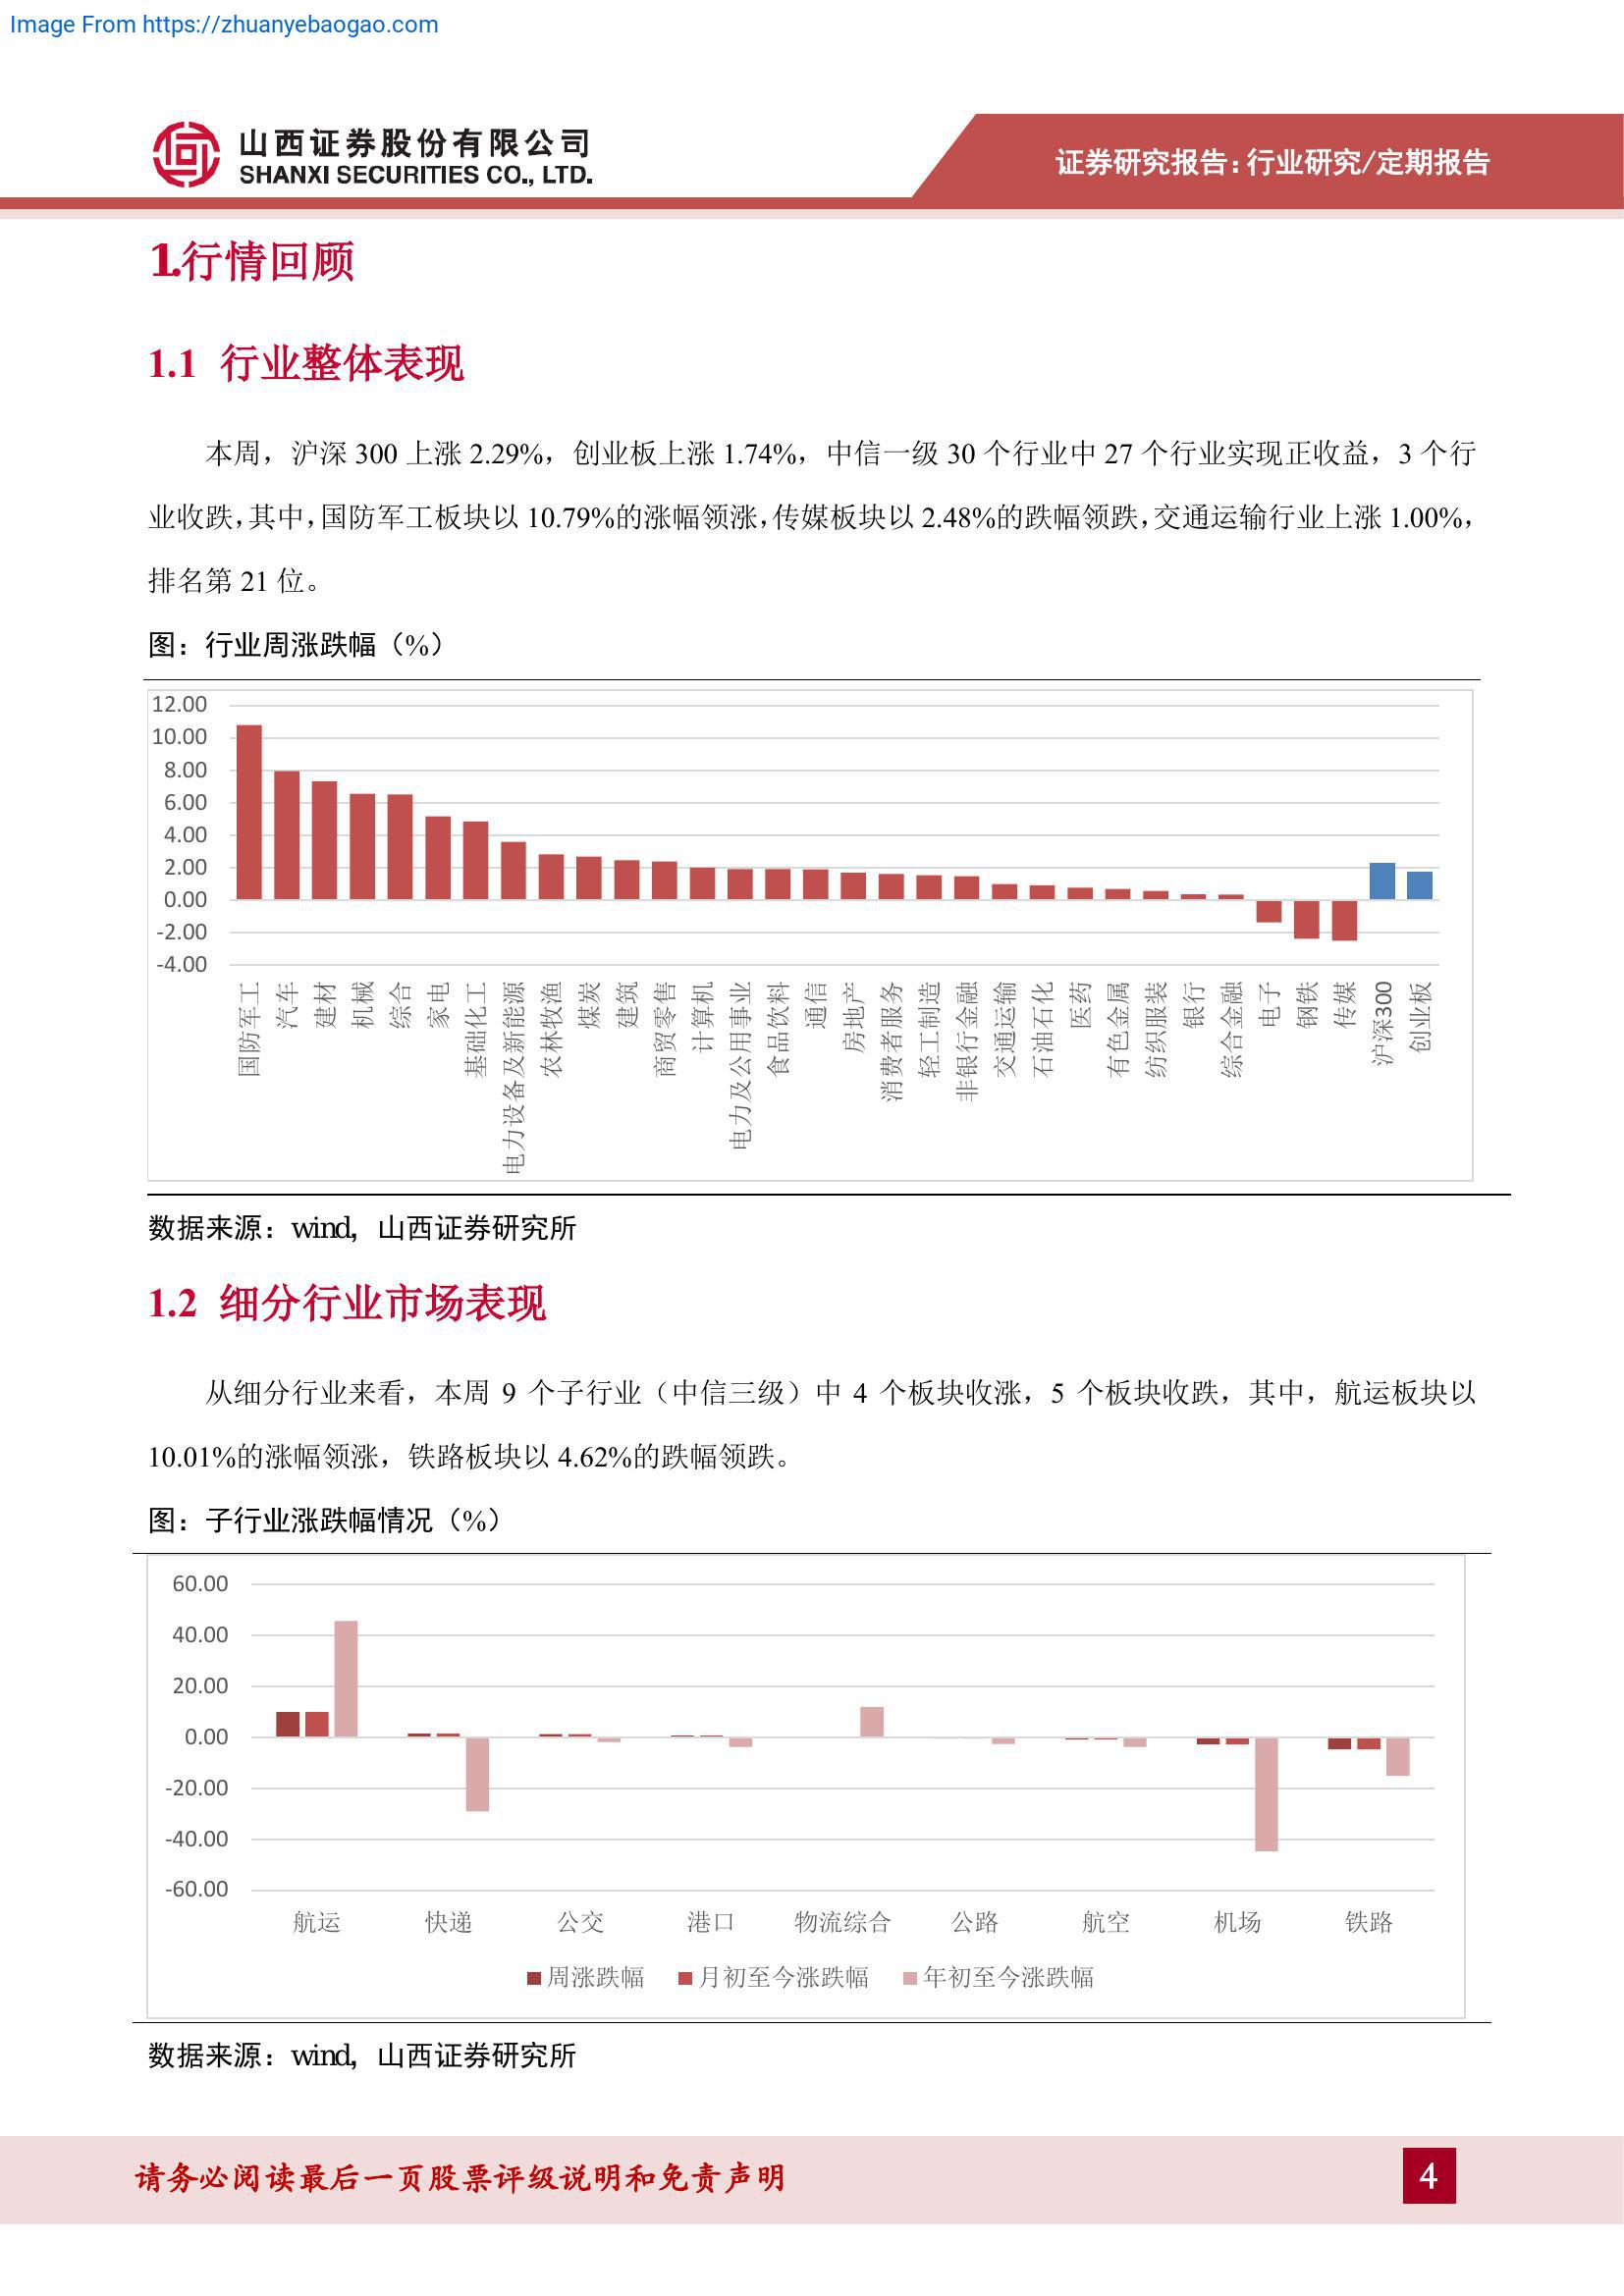 Image From https://zhuanyebaogao.com
山西证券股份有限公司
SHANXI SECURITIES CO., LTD.
证券研究报告：行业研究/定期报告
1.行情回顾
1.1 行业整体表现
本周，沪深 300 上涨 2.29%，创业板上涨 1.74%，中信一级 30 个行业中 27 个行业实现正收益，3 个行
业收跌，其中，国防军工板块以 10.79%的涨幅领涨，传媒板块以 2.48%的跌幅领跌，交通运输行业上涨 1.00%，
排名第 21 位。
图：行业周涨跌幅（%）
12.00
10.00
8.00
6.00
4.00
2.00
0.00
-2.00
-4.00
国防军工
汽车
建材
机械
综合
家电
基础化工
电力设备及新能源
农林牧渔
煤炭
建筑
商贸零售
计算机
电力及公用事业
食品饮料
通信
房地产
消费者服务
轻工制造
非银行金融
交通运输
石油石化
医药
有色金属
纺织服装
银行
综合金融
电子
钢铁
传媒
沪深300
创业板
数据来源：wind，山西证券研究所
1.2 细分行业市场表现
从细分行业来看，本周 9 个子行业（中信三级）中 4 个板块收涨，5 个板块收跌，其中，航运板块以
10.01%的涨幅领涨，铁路板块以 4.62%的跌幅领跌。
图：子行业涨跌幅情况（%）
60.00
40.00
20.00
0.00
-20.00
-40.00
-60.00
航运 快递 公交 港口 物流综合 公路 航空 机场 铁路
周涨跌幅 月初至今涨跌幅 年初至今涨跌幅
数据来源：wind，山西证券研究所
请务必阅读最后一页股票评级说明和免责声明
4